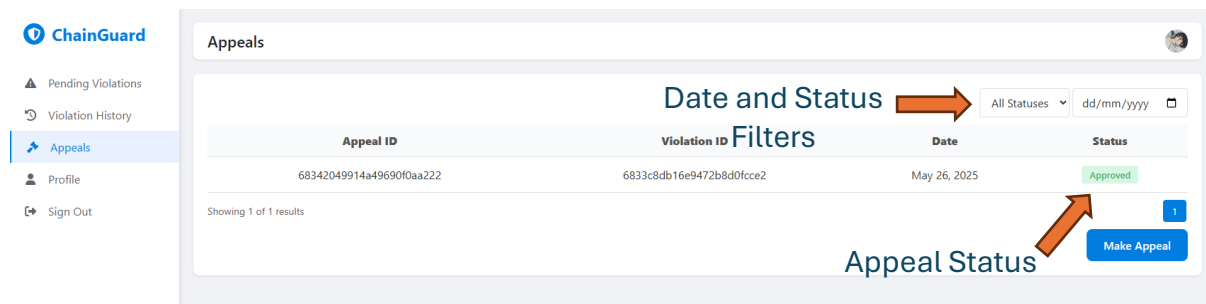 ChainGuard
Pending Violations
Violation History
Appeals
Profile
Sign Out
Appeals
Date and Status
Filters
All Statuses
dd/mm/yyyy
Appeal ID Violation ID Date Status
68342049914a49690f0aa222 6833c8db16e9472b8d0fcce2 May 26, 2025 Approved
Showing 1 of 1 results
1
Make Appeal
Appeal Status